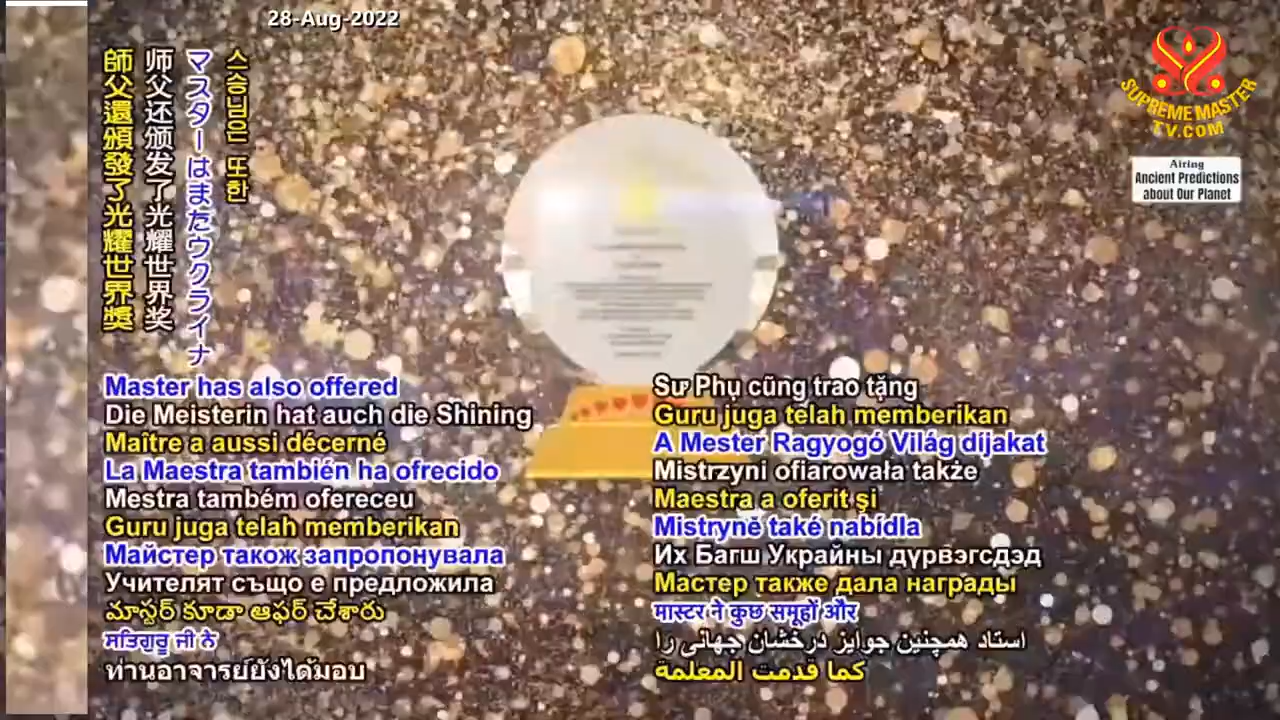 28-Aug-2022
SUPREME MASTER
TV.COM
Airing
Ancient Predictions
about Our Planet
師父還頒發了光耀世界獎
师父还颁发了光耀世界奖
マスターはまたウクライナ
스승님은 또한
Master has also offered
Die Meisterin hat auch die Shining
Maître a aussi décerné
La Maestra también ha ofrecido
Mestra também ofereceu
Guru juga telah memberikan
Майстер також запропонувала
Учителят също е предложила
మాస్టర్ కూడా ఆఫర్ చేశారు
ਸਤਿਗੁਰੂ ਜੀ ਨੇ
ท่านอาจารย์ยังได้มอบ
Sư Phụ cũng trao tặng
Guru juga telah memberikan
A Mester Ragyogó Világ díjakat
Mistrzyni ofiarowała także
Maestra a oferit și
Mistryně také nabídla
Их Багш Украйны дүрвэгсдэд
Мастер также дала награды
मास्टर ने कुछ समूहों और
استاد همچنین جوایز درخشان جهانی را
كما قدمت المعلمة